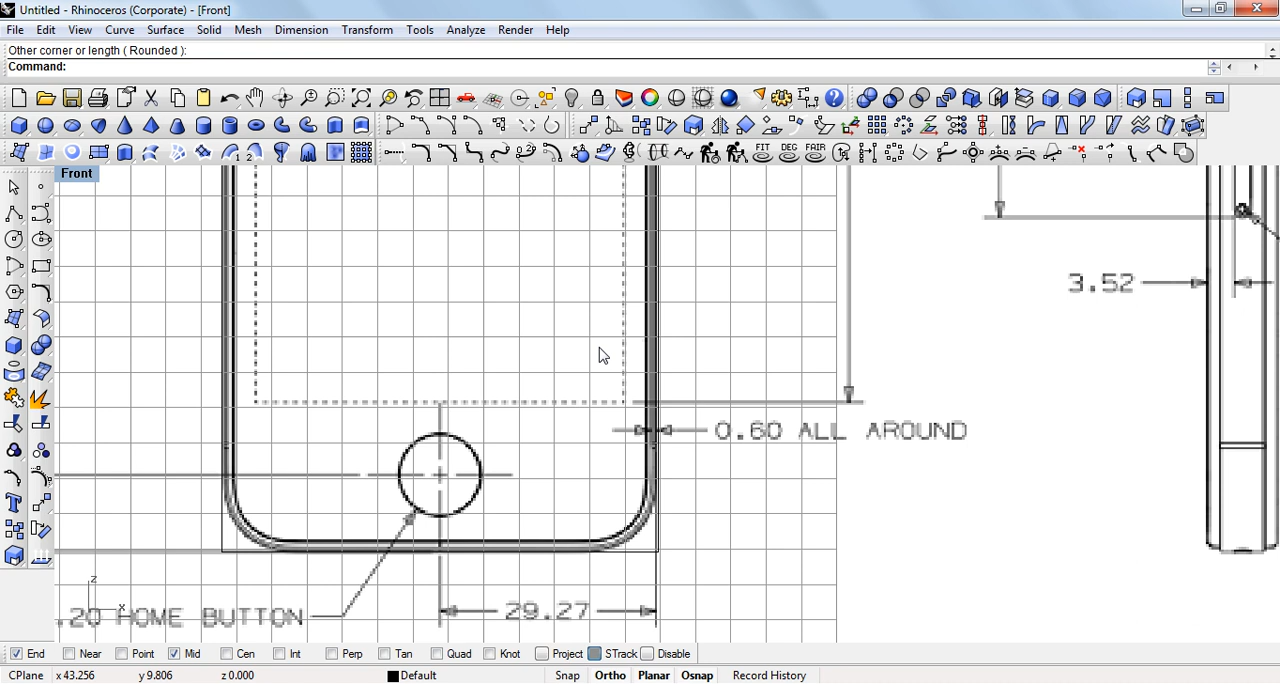 Untitled - Rhinoceros (Corporate) - [Front]
File Edit View Curve Surface Solid Mesh Dimension Transform Tools Analyze Render Help
Other corner or length ( Rounded ):
Command:
FIT DEG FAIR
Front
3.52
0.60 ALL AROUND
z
x
.20 HOME BUTTON
29.27
End Near Point Mid Cen Int Perp Tan Quad Knot Project STrack Disable
CPlane x 43.256 y 9.806 z 0.000 Default Snap Ortho Planar Osnap Record History